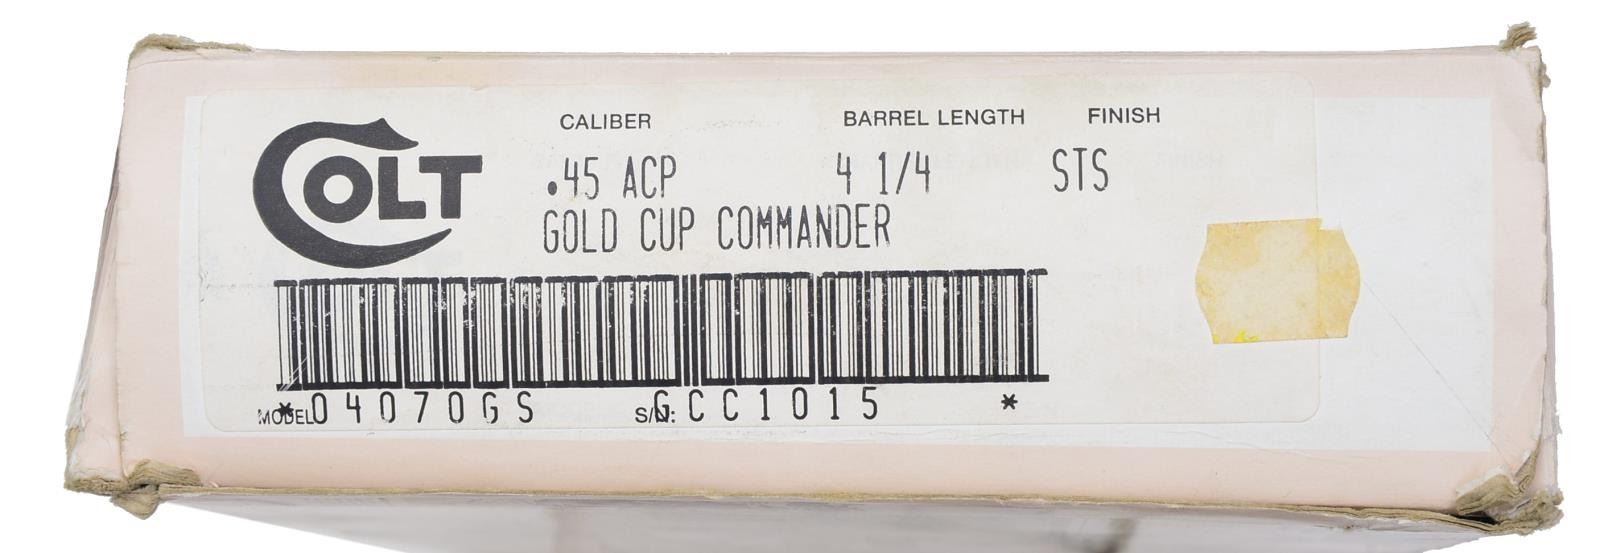 COLT
CALIBER BARREL LENGTH FINISH
.45 ACP 4 1/4 STS
GOLD CUP COMMANDER
MODEL *04070GS S/N: GCC1015 *